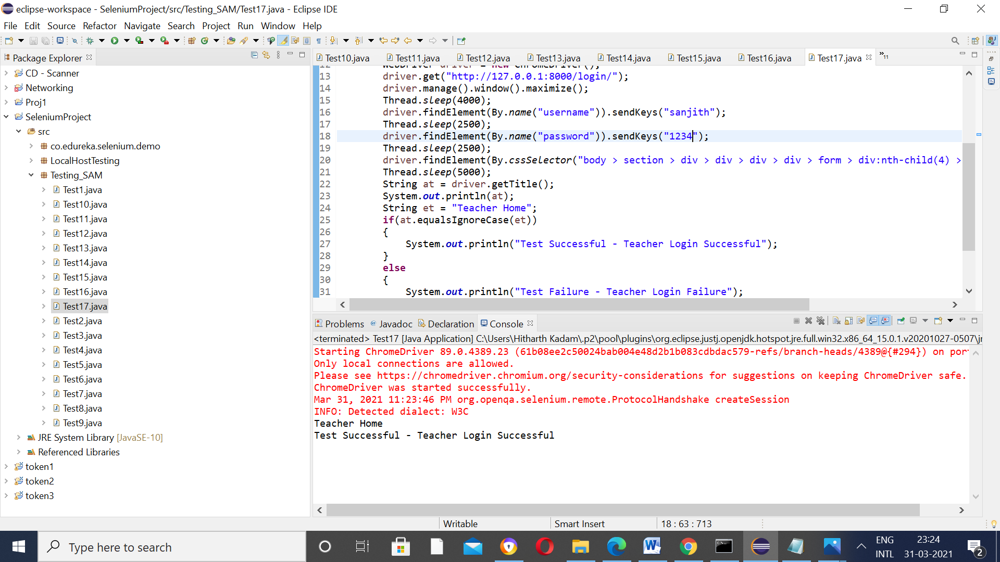 eclipse-workspace - SeleniumProject/src/Testing_SAM/Test17.java - Eclipse IDE
File Edit Source Refactor Navigate Search Project Run Window Help
Package Explorer
CD - Scanner
Networking
Proj1
SeleniumProject
src
co.edureka.selenium.demo
LocalHostTesting
Testing_SAM
Test1.java
Test10.java
Test11.java
Test12.java
Test13.java
Test14.java
Test15.java
Test16.java
Test17.java
Test2.java
Test3.java
Test4.java
Test5.java
Test6.java
Test7.java
Test8.java
Test9.java
JRE System Library [JavaSE-10]
Referenced Libraries
token1
token2
token3
Test10.java Test11.java Test12.java Test13.java Test14.java Test15.java Test16.java Test17.java »11
12 WebDriver driver = new ChromeDriver();
13 driver.get("http://127.0.0.1:8000/login/");
14 driver.manage().window().maximize();
15 Thread.sleep(4000);
16 driver.findElement(By.name("username")).sendKeys("sanjith");
17 Thread.sleep(2500);
18 driver.findElement(By.name("password")).sendKeys("1234");
19 Thread.sleep(2500);
20 driver.findElement(By.cssSelector("body > section > div > div > div > div > form > div:nth-child(4) >
21 Thread.sleep(5000);
22 String at = driver.getTitle();
23 System.out.println(at);
24 String et = "Teacher Home";
25 if(at.equalsIgnoreCase(et))
26 {
27 System.out.println("Test Successful - Teacher Login Successful");
28 }
29 else
30 {
31 System.out.println("Test Failure - Teacher Login Failure");
Problems @ Javadoc Declaration Console
<terminated> Test17 [Java Application] C:\Users\Hitharth Kadam\.p2\pool\plugins\org.eclipse.justj.openjdk.hotspot.jre.full.win32.x86_64_15.0.1.v20201027-0507\jr
Starting ChromeDriver 89.0.4389.23 (61b08ee2c50024bab004e48d2b1b083cdbdac579-refs/branch-heads/4389@{#294}) on por
Only local connections are allowed.
Please see https://chromedriver.chromium.org/security-considerations for suggestions on keeping ChromeDriver safe.
ChromeDriver was started successfully.
Mar 31, 2021 11:23:46 PM org.openqa.selenium.remote.ProtocolHandshake createSession
INFO: Detected dialect: W3C
Teacher Home
Test Successful - Teacher Login Successful
Writable Smart Insert 18 : 63 : 713
Type here to search
ENG
INTL
23:24
31-03-2021
2